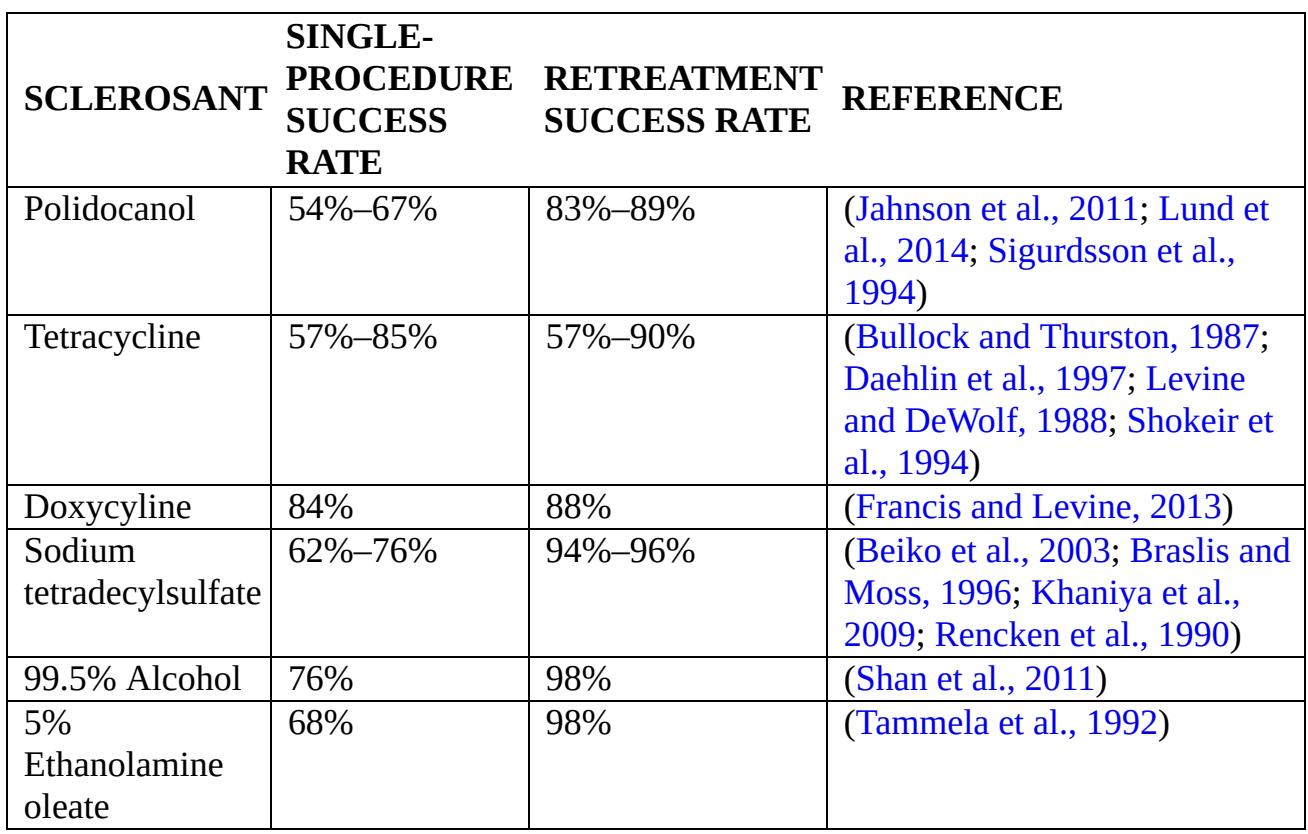 SCLEROSANT
SINGLE-
PROCEDURE
SUCCESS
RATE
RETREATMENT
SUCCESS RATE
REFERENCE
Polidocanol
54%–67%
83%–89%
(Jahnson et al., 2011; Lund et
al., 2014; Sigurdsson et al.,
1994)
Tetracycline
57%–85%
57%–90%
(Bullock and Thurston, 1987;
Daehlin et al., 1997; Levine
and DeWolf, 1988; Shokeir et
al., 1994)
Doxycyline
84%
88%
(Francis and Levine, 2013)
Sodium
tetradecylsulfate
62%–76%
94%–96%
(Beiko et al., 2003; Braslis and
Moss, 1996; Khaniya et al.,
2009; Rencken et al., 1990)
99.5% Alcohol
76%
98%
(Shan et al., 2011)
5%
Ethanolamine
oleate
68%
98%
(Tammela et al., 1992)